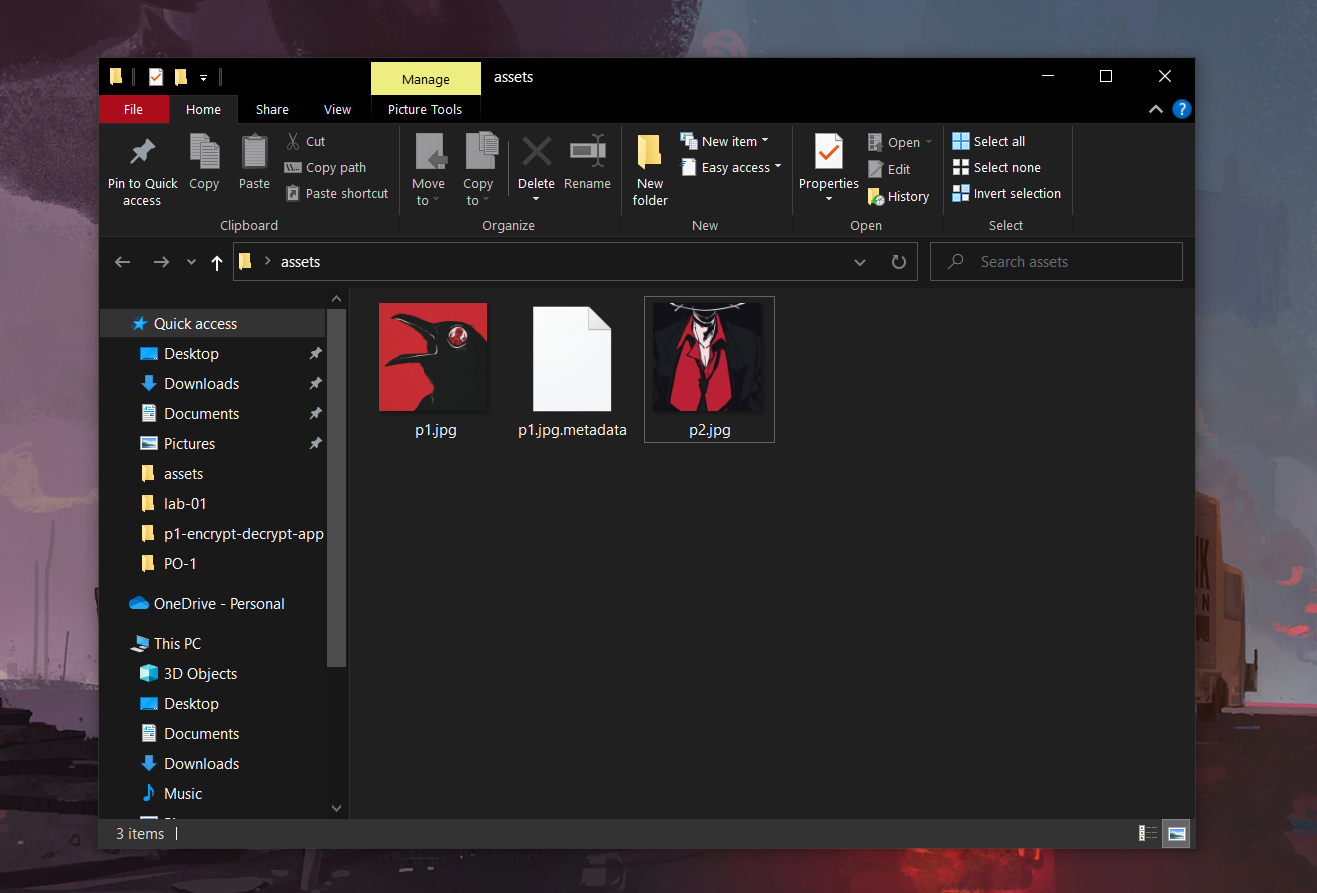 Manage
assets
File
Home
Share
View
Picture Tools
Pin to Quick access
Copy
Paste
Cut
Copy path
Paste shortcut
Clipboard
Move to
Copy to
Delete
Rename
Organize
New folder
New item
Easy access
New
Properties
Open
Edit
History
Open
Select all
Select none
Invert selection
Select
assets
Search assets
Quick access
Desktop
Downloads
Documents
Pictures
assets
lab-01
p1-encrypt-decrypt-app
PO-1
OneDrive - Personal
This PC
3D Objects
Desktop
Documents
Downloads
Music
p1.jpg
p1.jpg.metadata
p2.jpg
3 items